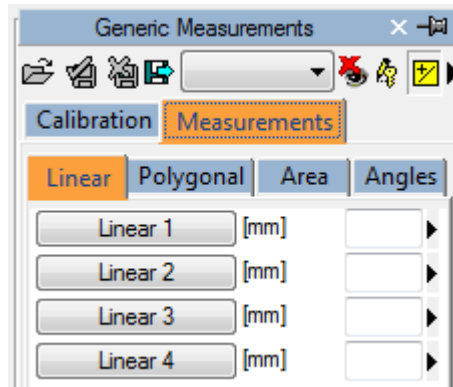 Generic Measurements
Calibration Measurements
Linear Polygonal Area Angles
Linear 1 [mm]
Linear 2 [mm]
Linear 3 [mm]
Linear 4 [mm]